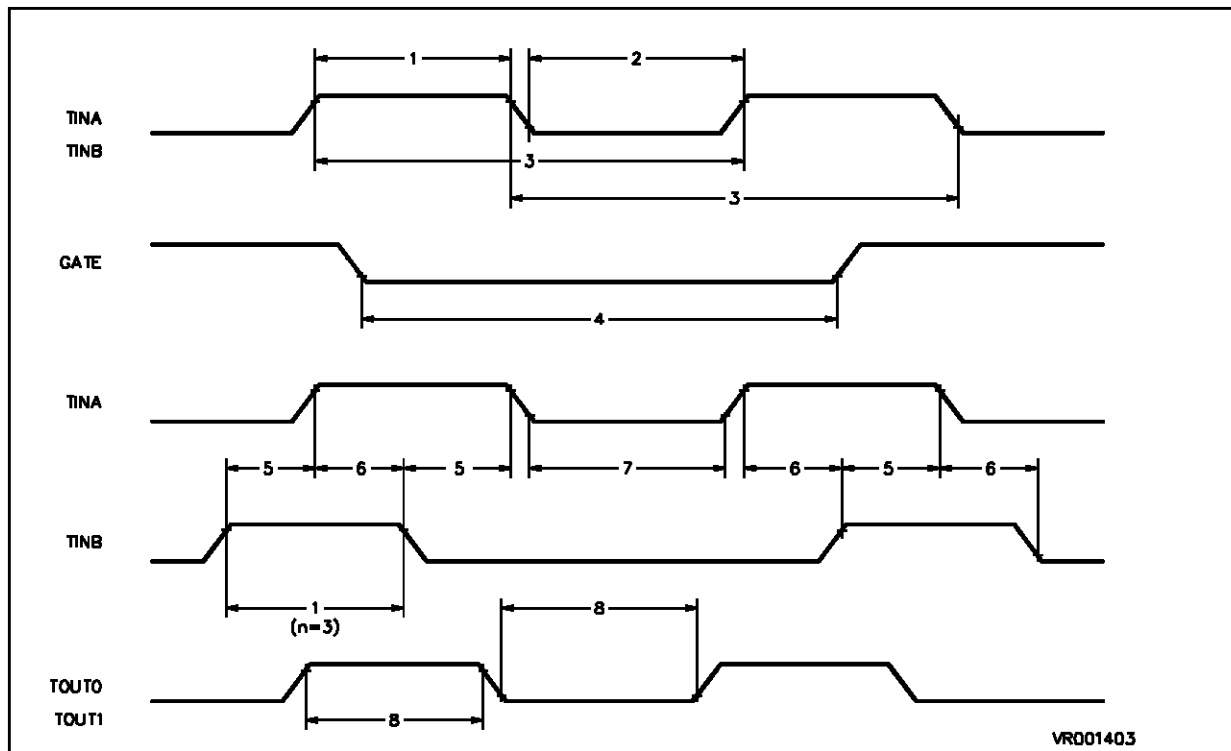 1 2
TINA
TINB
3
3
GATE
4
TINA
5 6 5 7 6 5 6
TINB
1 8
(n=3)
TOUT0
TOUT1 8
VR001403